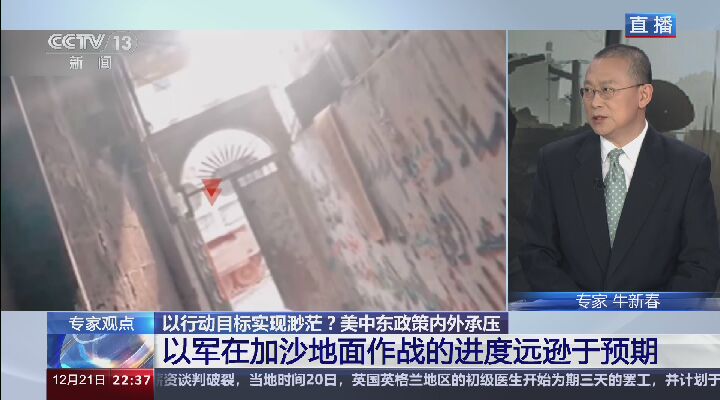 CCTV 13
新闻
直播
专家 牛新春
专家观点
以行动目标实现渺茫？美中东政策内外承压
以军在加沙地面作战的进度远逊于预期
12月21日 22:37
资谈判破裂，当地时间20日，英国英格兰地区的初级医生开始为期三天的罢工，并计划于